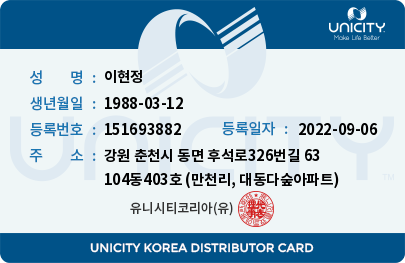 UNICITY
Make Life Better
성 명 : 이현정
생년월일 : 1988-03-12
등록번호 : 151693882 등록일자 : 2022-09-06
주 소 : 강원 춘천시 동면 후석로326번길 63
104동403호 (만천리, 대동다숲아파트)
유니시티코리아(유)
UNICITY
UNICITY KOREA DISTRIBUTOR CARD